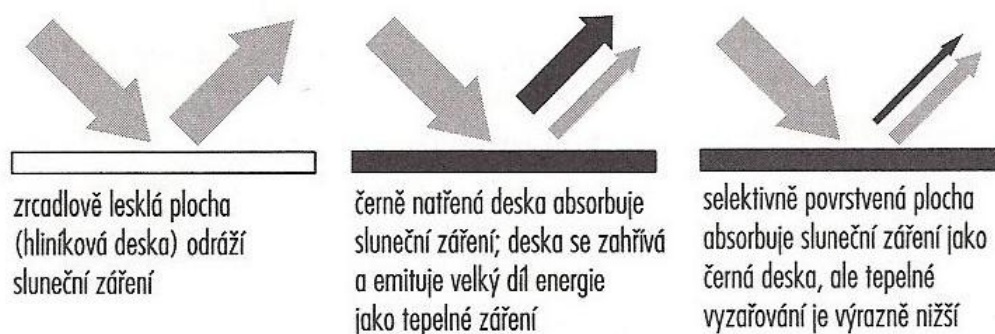 zrcadlově lesklá plocha
(hliníková deska) odráží
sluneční záření
černě natřená deska absorbuje
sluneční záření; deska se zahřívá
a emituje velký díl energie
jako tepelné záření
selektivně povrstvená plocha
absorbuje sluneční záření jako
černá deska, ale tepelné
vyzařování je výrazně nižší